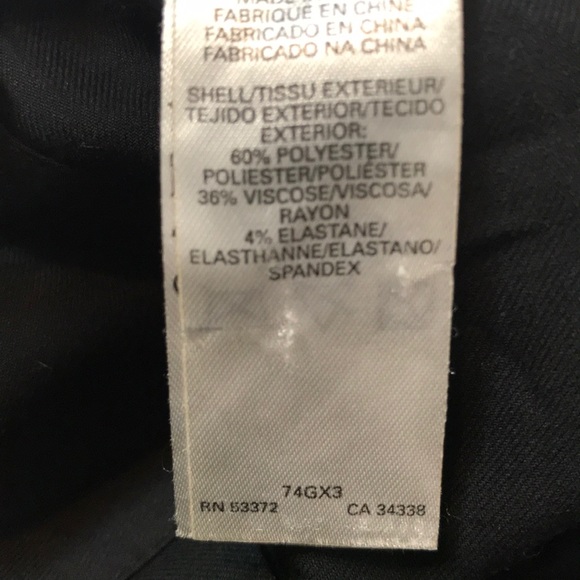 FABRIQUÉ EN CHINE
FABRICADO EN CHINA
FABRICADO NA CHINA
SHELL/TISSU EXTERIEUR/
TEJIDO EXTERIOR/TECIDO
EXTERIOR:
60% POLYESTER/
POLIESTER/POLIÉSTER
36% VISCOSE/VISCOSA/
RAYON
4% ELASTANE/
ELASTHANNE/ELASTANO/
SPANDEX
74GX3
RN 53372 CA 34338